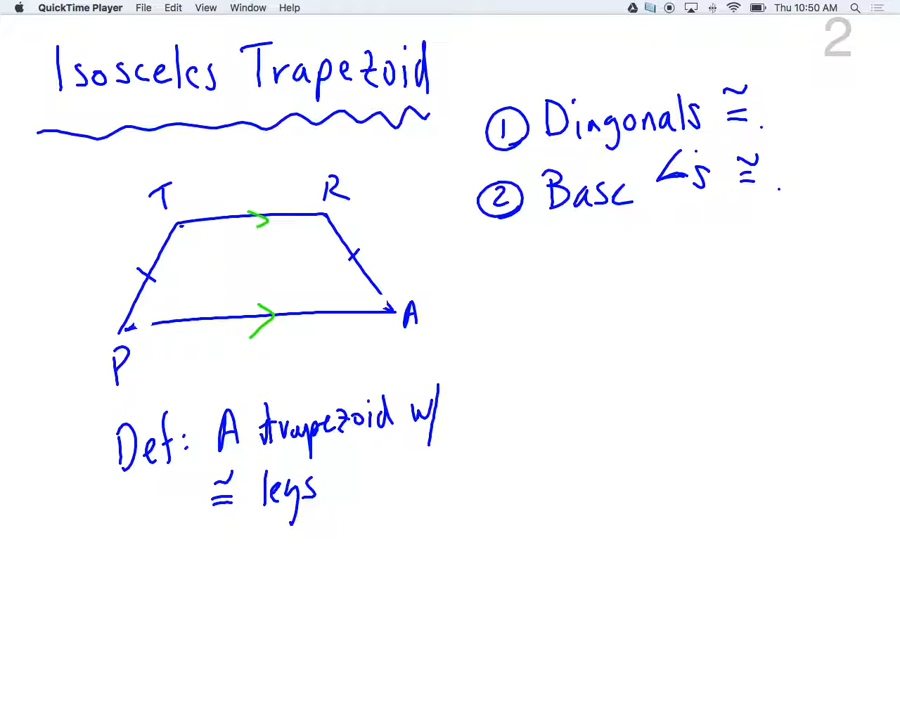 QuickTime Player File Edit View Window Help
Thu 10:50 AM
2
Isosceles Trapezoid
① Diagonals ≅.
② Base ∠'s ≅.
T R
P A
Def: A trapezoid w/
≅ legs